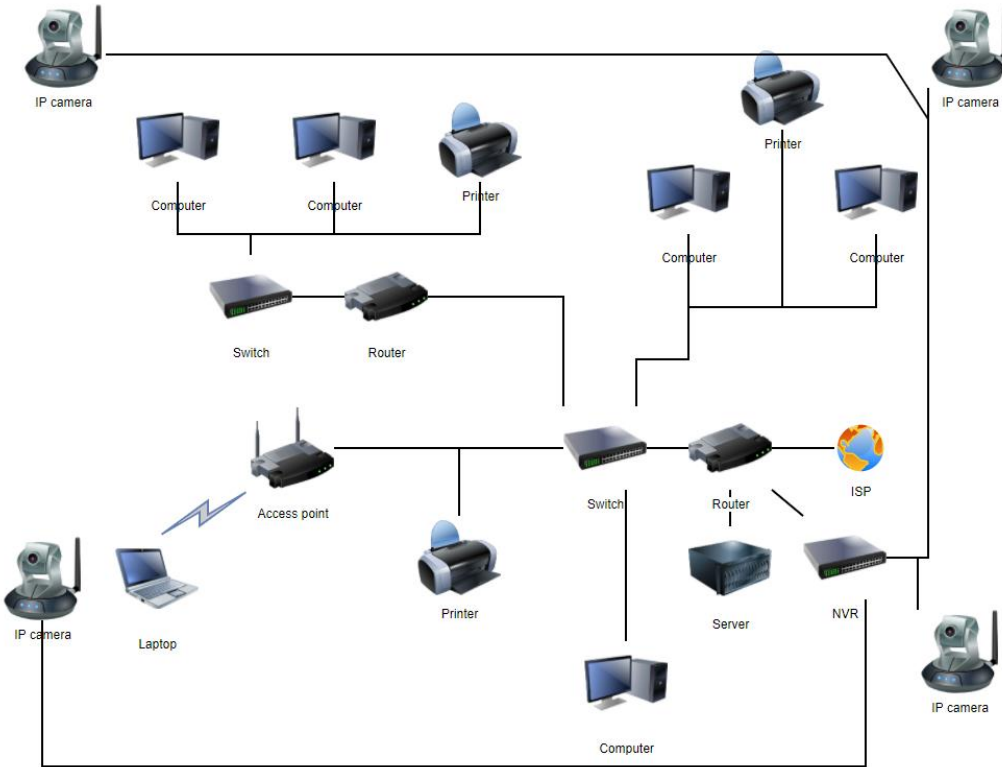 IP camera
IP camera
Printer
Computer
Computer
Printer
Computer
Computer
Switch
Router
Access point
Switch
Router
ISP
IP camera
Laptop
Printer
Server
NVR
IP camera
Computer